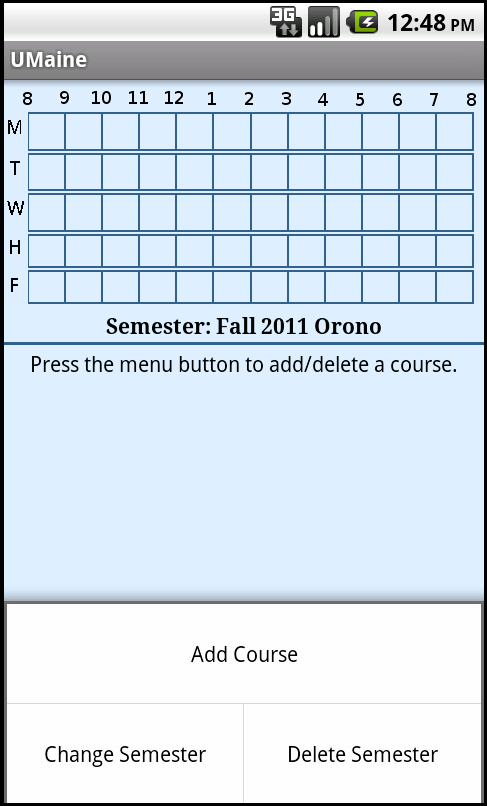 3G 12:48 PM
UMaine
8 9 10 11 12 1 2 3 4 5 6 7 8
M
T
W
H
F
Semester: Fall 2011 Orono
Press the menu button to add/delete a course.
Add Course
Change Semester Delete Semester